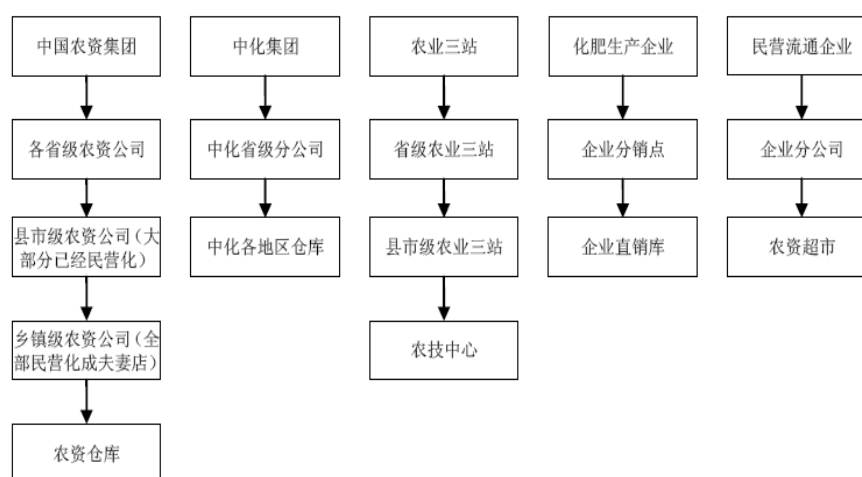 中国农资集团
中化集团
农业三站
化肥生产企业
民营流通企业
各省级农资公司
中化省级分公司
省级农业三站
企业分销点
企业分公司
县市级农资公司（大
部分已经民营化）
中化各地区仓库
县市级农业三站
企业直销库
农资超市
乡镇级农资公司（全
部民营化成夫妻店）
农技中心
农资仓库